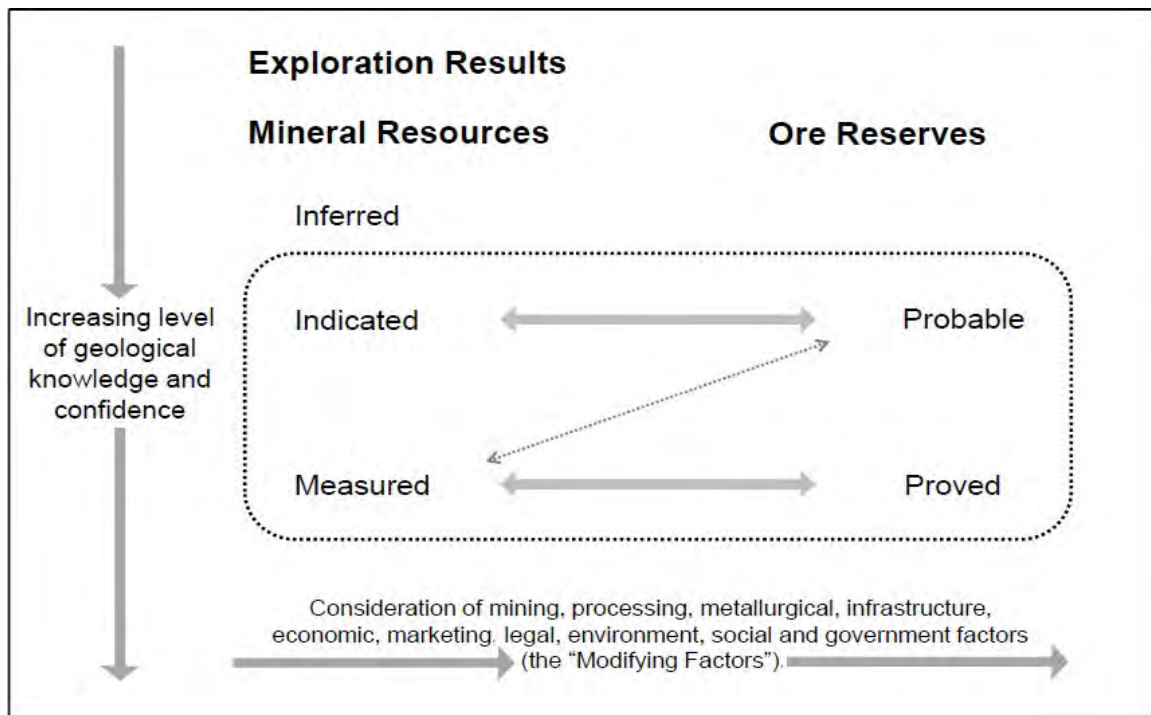 Exploration Results
Mineral Resources
Ore Reserves
Inferred
Indicated
Probable
Measured
Proved
Increasing level
of geological
knowledge and
confidence
Consideration of mining, processing, metallurgical, infrastructure,
economic, marketing. legal, environment, social and government factors
(the “Modifying Factors”).